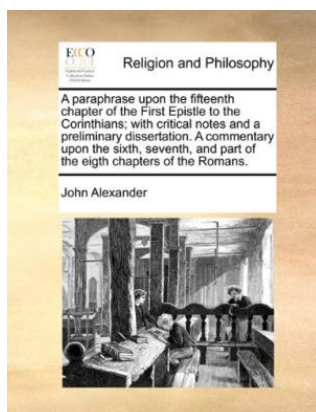 ECCO
Religion and Philosophy
A paraphrase upon the fifteenth
chapter of the First Epistle to the
Corinthians; with critical notes and a
preliminary dissertation. A commentary
upon the sixth, seventh, and part of
the eigth chapters of the Romans.
John Alexander